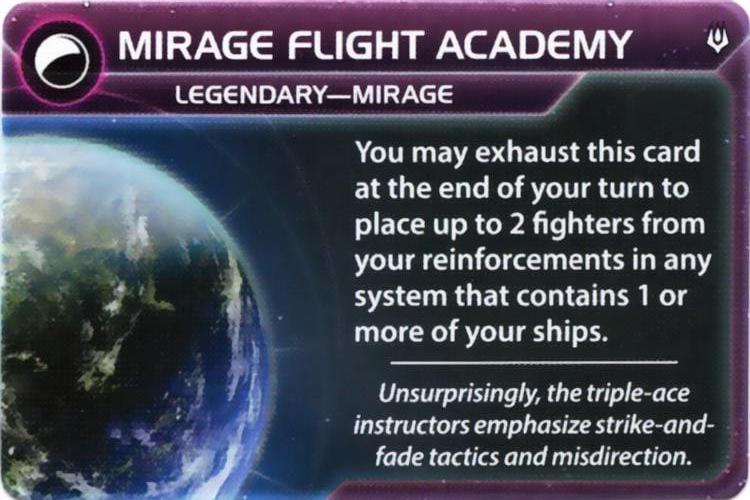 MIRAGE FLIGHT ACADEMY
LEGENDARY—MIRAGE
You may exhaust this card
at the end of your turn to
place up to 2 fighters from
your reinforcements in any
system that contains 1 or
more of your ships.
Unsurprisingly, the triple-ace
instructors emphasize strike-and-
fade tactics and misdirection.